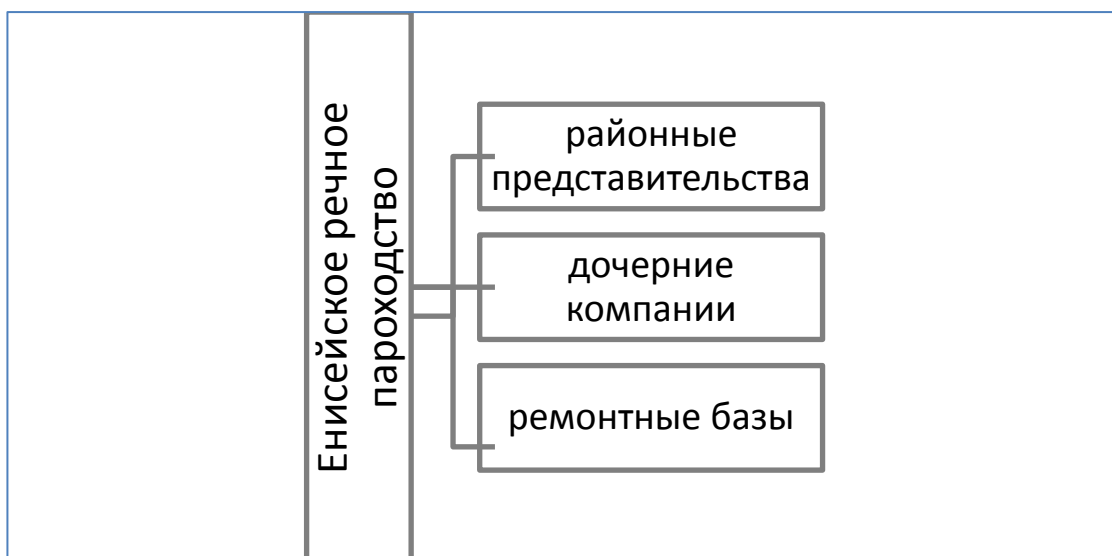 Енисейское речное
пароходство
районные
представительства
дочерние
компании
ремонтные базы